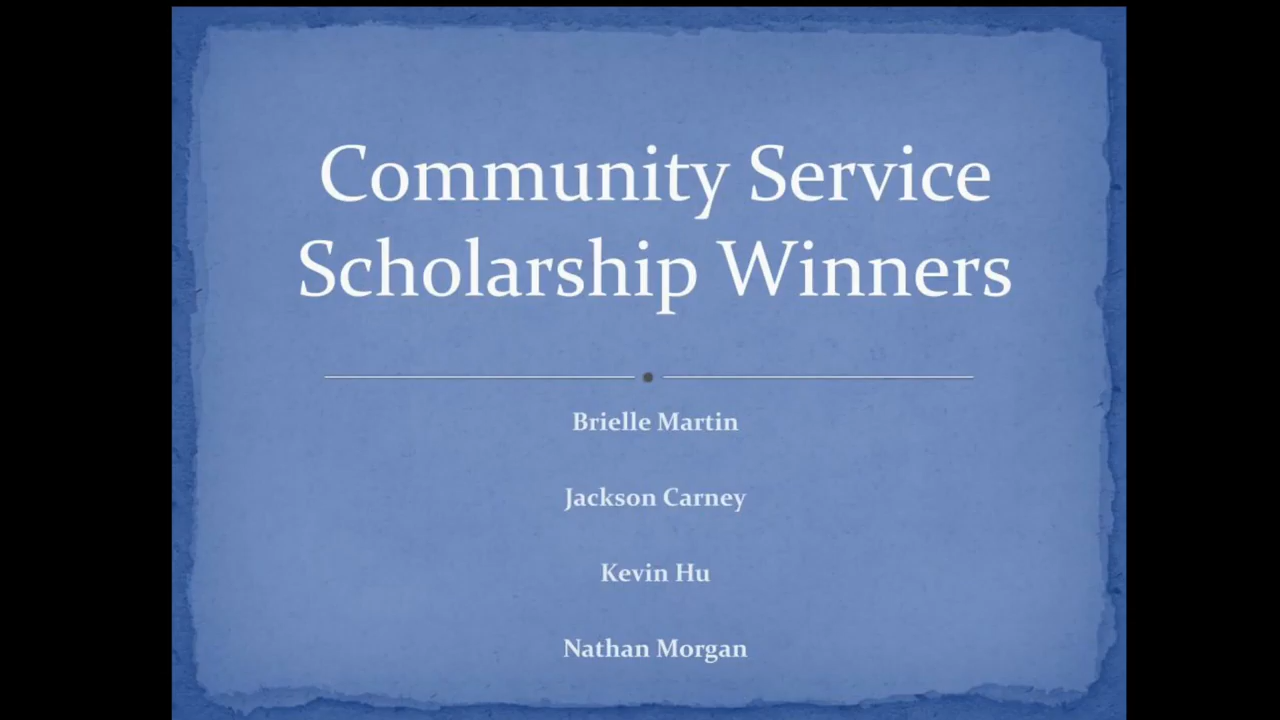 Community Service
Scholarship Winners
Brielle Martin
Jackson Carney
Kevin Hu
Nathan Morgan